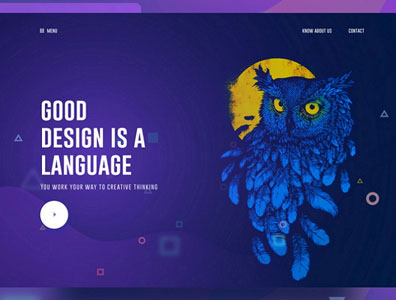 MENU
KNOW ABOUT US
CONTACT
GOOD
DESIGN IS A
LANGUAGE
YOU WORK YOUR WAY TO CREATIVE THINKING